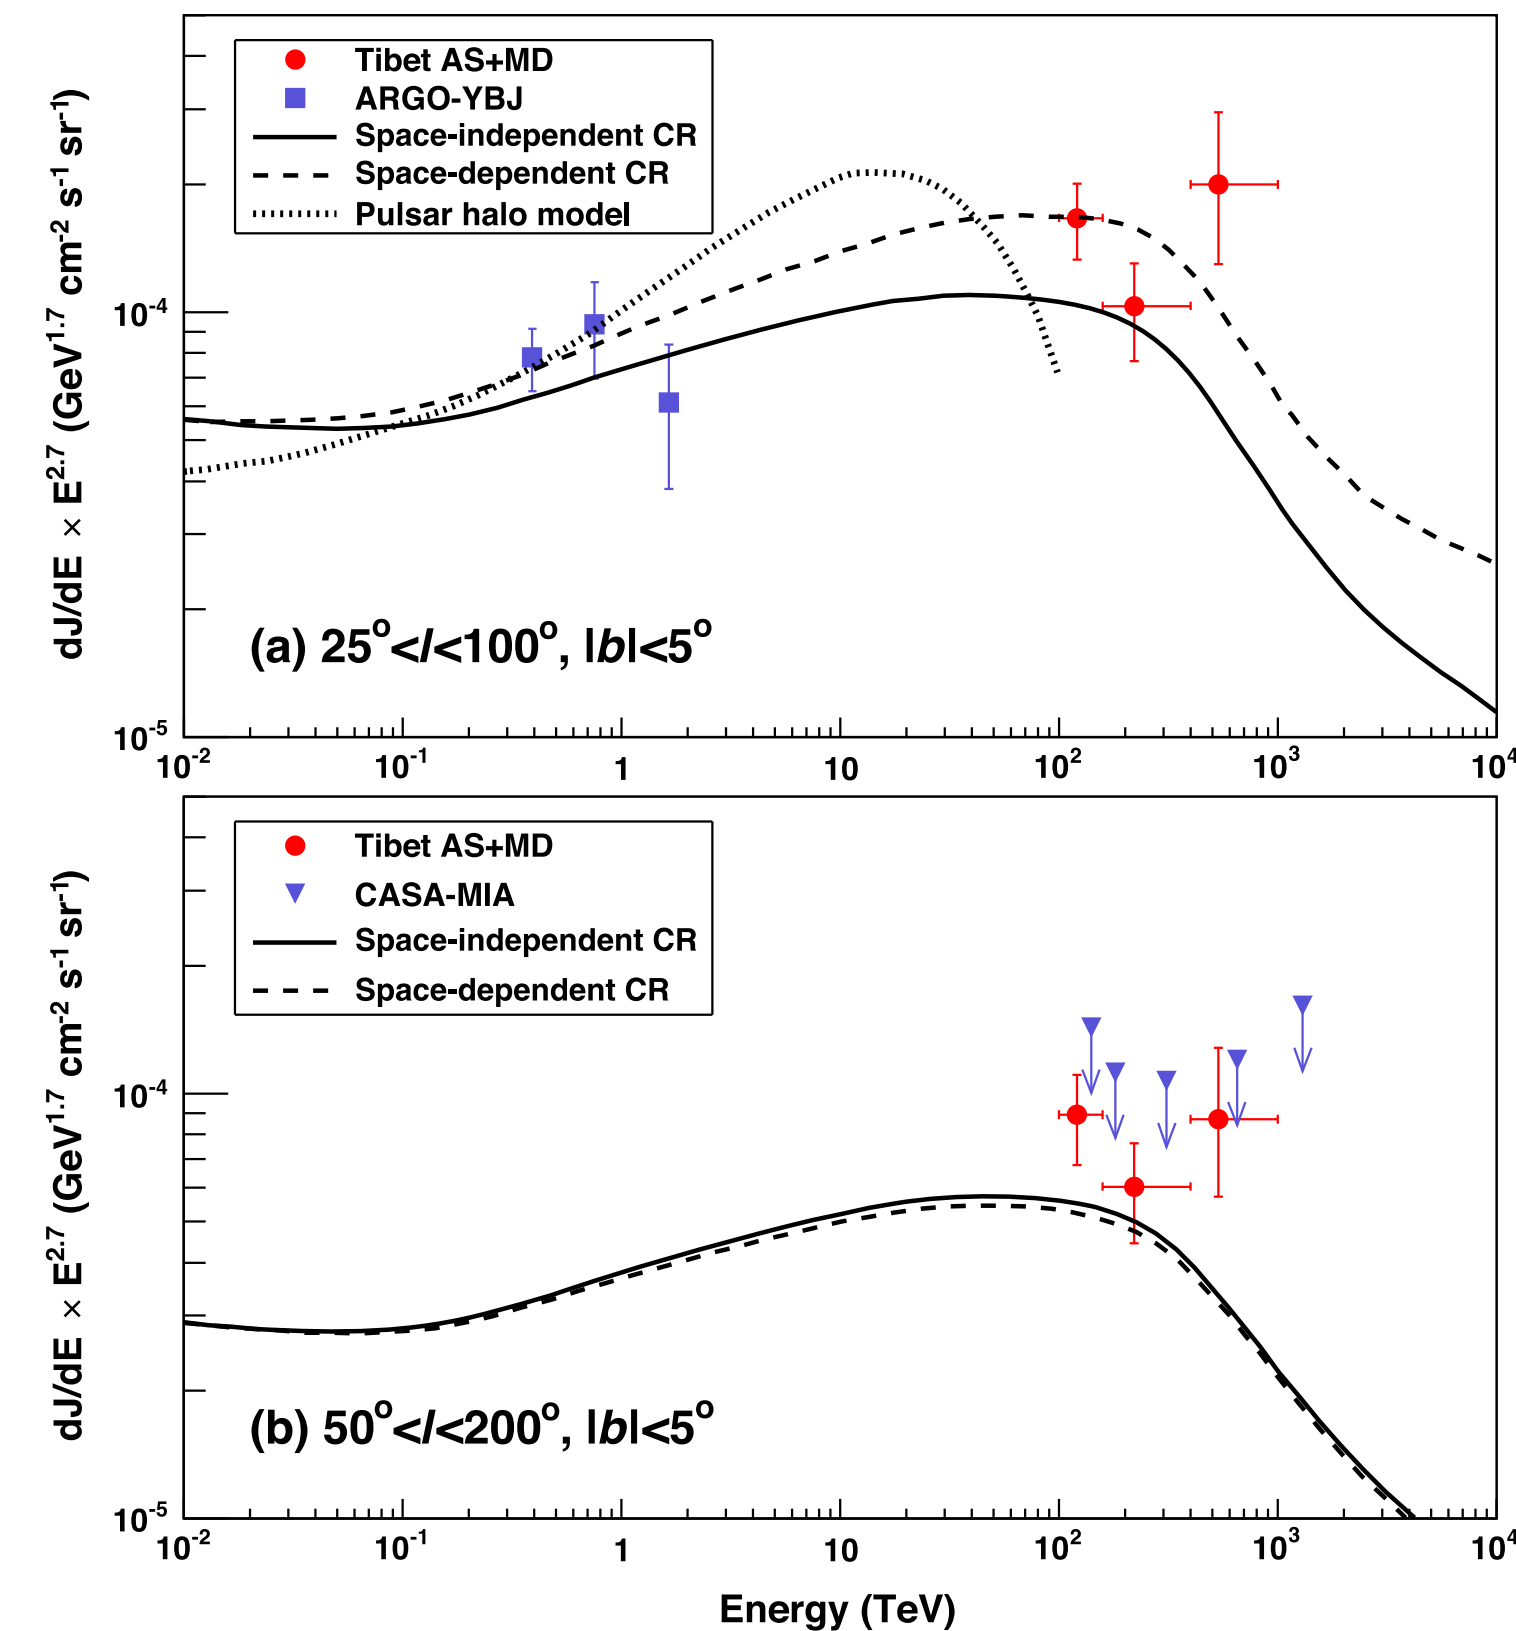 Tibet AS+MD
ARGO-YBJ
Space-independent CR
Space-dependent CR
Pulsar halo model
dJ/dE × E^2.7 (GeV^1.7 cm^-2 s^-1 sr^-1)
10^-4
10^-5
(a) 25°<l<100°, |b|<5°
10^-2 10^-1 1 10 10^2 10^3 10^4
Tibet AS+MD
CASA-MIA
Space-independent CR
Space-dependent CR
dJ/dE × E^2.7 (GeV^1.7 cm^-2 s^-1 sr^-1)
10^-4
10^-5
(b) 50°<l<200°, |b|<5°
10^-2 10^-1 1 10 10^2 10^3 10^4
Energy (TeV)